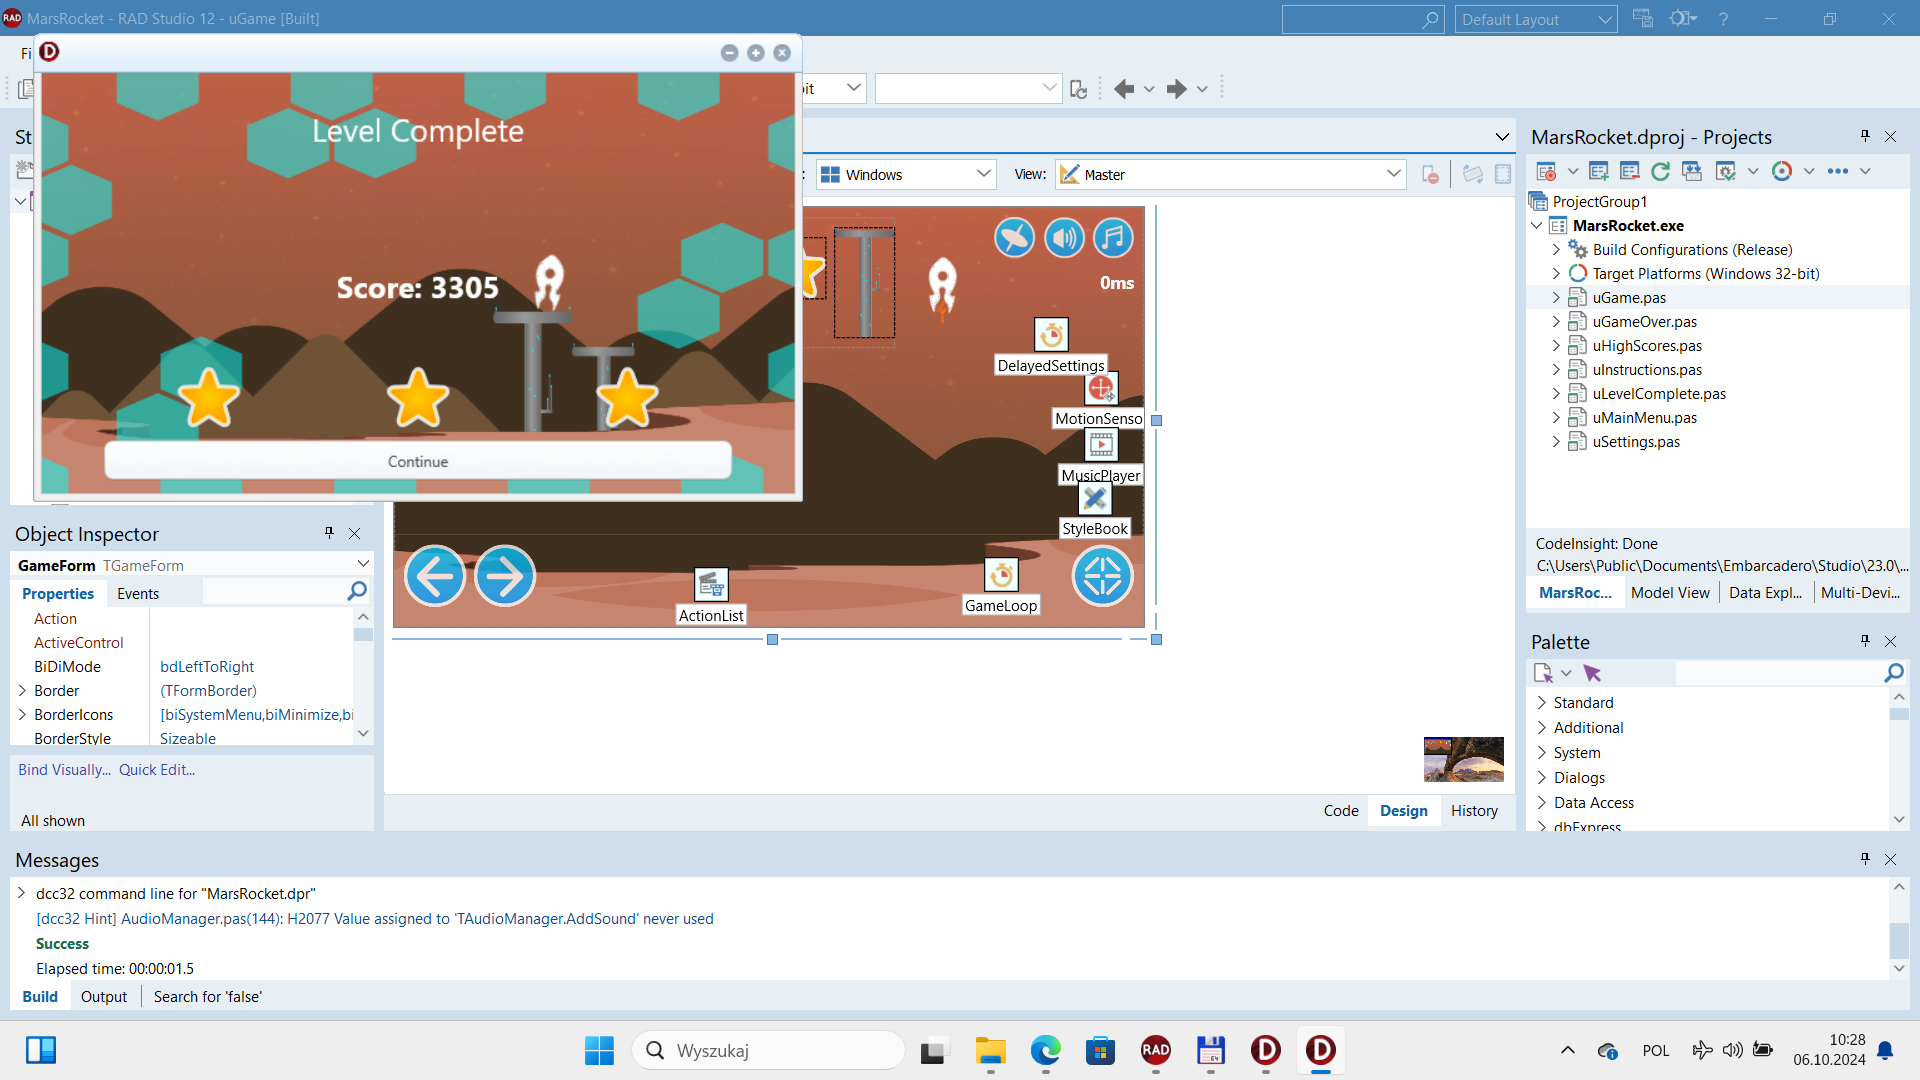 RAD MarsRocket - RAD Studio 12 - uGame [Built]
Default Layout
?
Fi
D
it
Level Complete
Score: 3305
Continue
St
: Windows
View: Master
0ms
DelayedSettings
MotionSenso
MusicPlayer
StyleBook
GameLoop
ActionList
Code
Design
History
MarsRocket.dproj - Projects
ProjectGroup1
MarsRocket.exe
Build Configurations (Release)
Target Platforms (Windows 32-bit)
uGame.pas
uGameOver.pas
uHighScores.pas
uInstructions.pas
uLevelComplete.pas
uMainMenu.pas
uSettings.pas
CodeInsight: Done
C:\Users\Public\Documents\Embarcadero\Studio\23.0\...
MarsRoc... Model View Data Expl... Multi-Devi...
Object Inspector
GameForm TGameForm
Properties Events
Action
ActiveControl
BiDiMode bdLeftToRight
Border (TFormBorder)
BorderIcons [biSystemMenu,biMinimize,bi
BorderStyle Sizeable
Bind Visually... Quick Edit...
All shown
Palette
Standard
Additional
System
Dialogs
Data Access
dbExpress
Messages
dcc32 command line for "MarsRocket.dpr"
[dcc32 Hint] AudioManager.pas(144): H2077 Value assigned to 'TAudioManager.AddSound' never used
Success
Elapsed time: 00:00:01.5
Build Output Search for 'false'
Wyszukaj
RAD
64
D
D
POL
10:28
06.10.2024